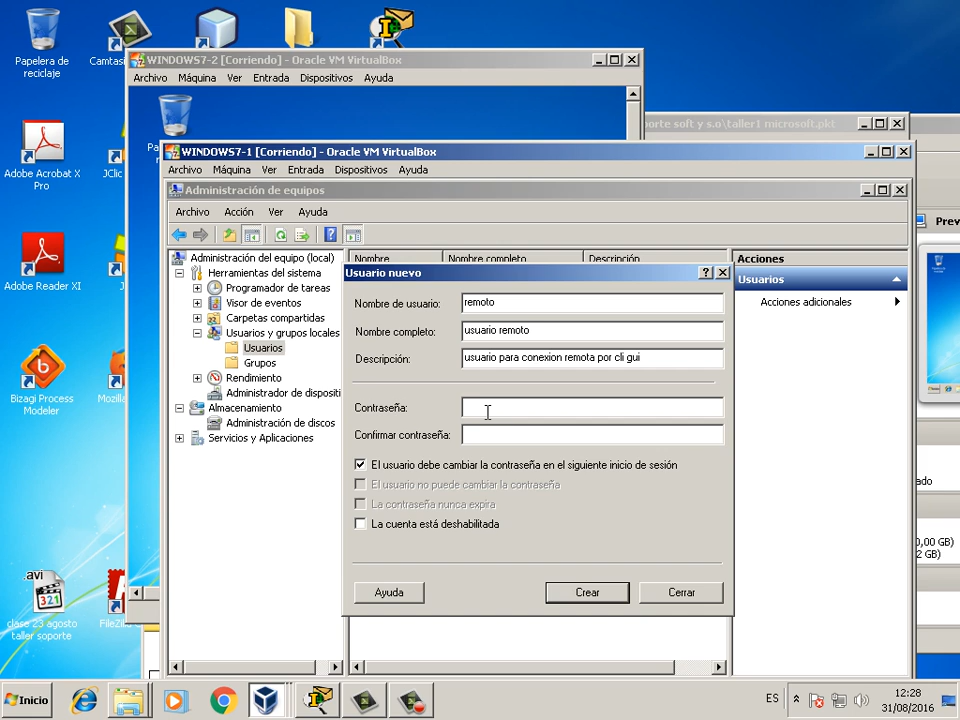 Papelera de
reciclaje
Adobe Acrobat X
Pro
JClic
Adobe Reader XI
Bizagi Process
Modeler
.avi
321
clase 23 agosto
taller soporte
WINDOWS7-2 [Corriendo] - Oracle VM VirtualBox
Archivo Máquina Ver Entrada Dispositivos Ayuda
porte soft y s.o\taller1 microsoft.pkt
WINDOWS7-1 [Corriendo] - Oracle VM VirtualBox
Archivo Máquina Ver Entrada Dispositivos Ayuda
Administración de equipos
Archivo Acción Ver Ayuda
Administración del equipo (local)
Herramientas del sistema
Programador de tareas
Visor de eventos
Carpetas compartidas
Usuarios y grupos locales
Usuarios
Grupos
Rendimiento
Administrador de dispositi
Almacenamiento
Administración de discos
Servicios y Aplicaciones
Nombre Nombre completo Descripción
Acciones
Usuarios
Acciones adicionales
Usuario nuevo
Nombre de usuario: remoto
Nombre completo: usuario remoto
Descripción: usuario para conexion remota por cli gui
Contraseña:
Confirmar contraseña:
El usuario debe cambiar la contraseña en el siguiente inicio de sesión
El usuario no puede cambiar la contraseña
La contraseña nunca expira
La cuenta está deshabilitada
Ayuda Crear Cerrar
Prev
ado
0,00 GB)
2 GB)
Inicio
ES
12:28
31/08/2016